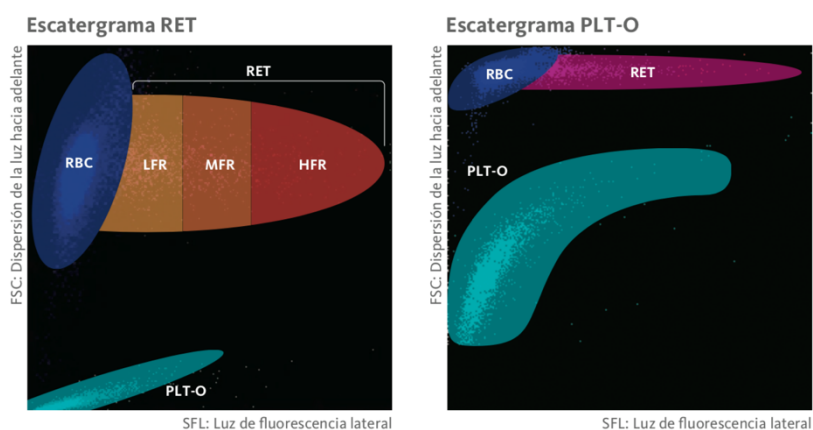 Escatergrama RET
FSC: Dispersión de la luz hacia adelante
RET
RBC
LFR
MFR
HFR
PLT-O
SFL: Luz de fluorescencia lateral
Escatergrama PLT-O
FSC: Dispersión de la luz hacia adelante
RBC
RET
PLT-O
SFL: Luz de fluorescencia lateral